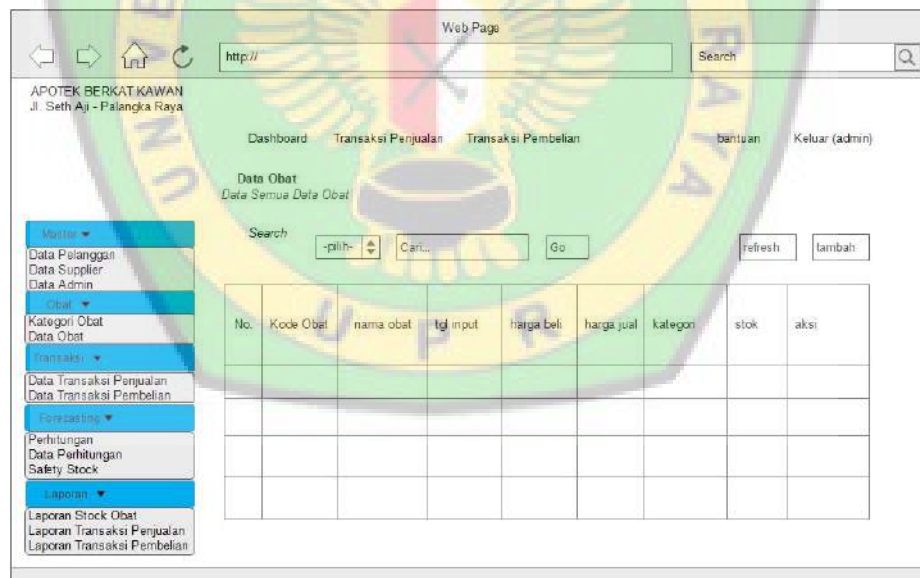 Web Page
http://
Search
APOTEK BERKAT KAWAN
Jl. Seth Aji - Palangka Raya
Dashboard Transaksi Penjualan Transaksi Pembelian bantuan Keluar (admin)
Data Obat
Data Semua Data Obat
Search -pilih- Cari... Go refresh tambah
Master
Data Pelanggan
Data Supplier
Data Admin
Obat
Kategori Obat
Data Obat
Transaksi
Data Transaksi Penjualan
Data Transaksi Pembelian
Forecasting
Perhitungan
Data Perhitungan
Safety Stock
Laporan
Laporan Stock Obat
Laporan Transaksi Penjualan
Laporan Transaksi Pembelian
No. Kode Obat nama obat tgl input harga beli harga jual kategori stok aksi
UPR
RAYA